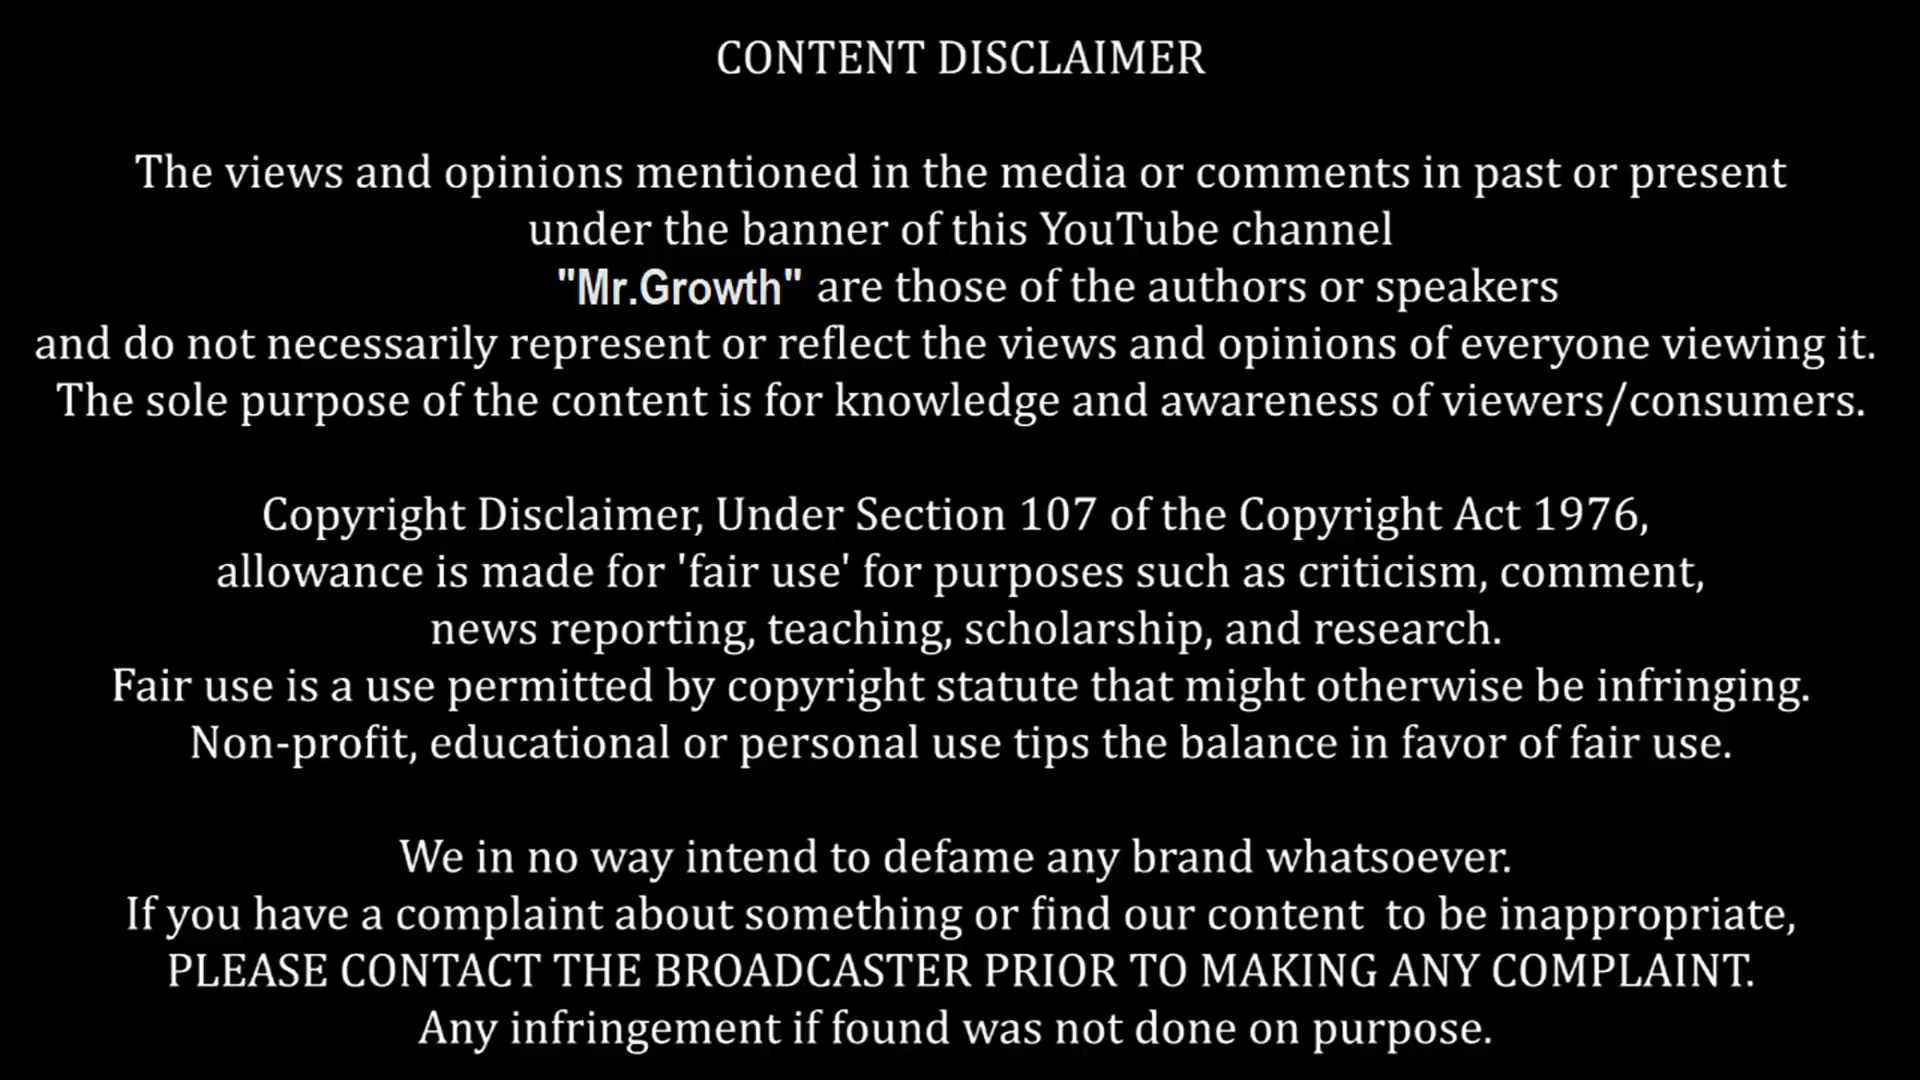 CONTENT DISCLAIMER
The views and opinions mentioned in the media or comments in past or present
under the banner of this YouTube channel
"Mr.Growth" are those of the authors or speakers
and do not necessarily represent or reflect the views and opinions of everyone viewing it.
The sole purpose of the content is for knowledge and awareness of viewers/consumers.
Copyright Disclaimer, Under Section 107 of the Copyright Act 1976,
allowance is made for 'fair use' for purposes such as criticism, comment,
news reporting, teaching, scholarship, and research.
Fair use is a use permitted by copyright statute that might otherwise be infringing.
Non-profit, educational or personal use tips the balance in favor of fair use.
We in no way intend to defame any brand whatsoever.
If you have a complaint about something or find our content to be inappropriate,
PLEASE CONTACT THE BROADCASTER PRIOR TO MAKING ANY COMPLAINT.
Any infringement if found was not done on purpose.